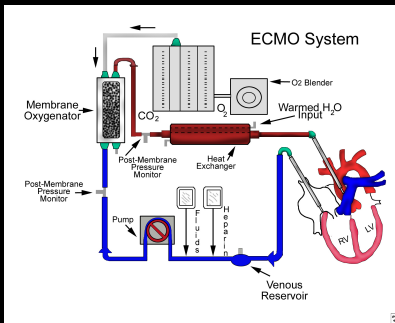 ECMO System
O2 Blender
CO2
O2
Membrane
Oxygenator
Warmed H2O
Input
Post-Membrane
Pressure
Monitor
Heat
Exchanger
Post-Membrane
Pressure
Monitor
Pump
Fluids
Heparin
RV
LV
Venous
Reservoir